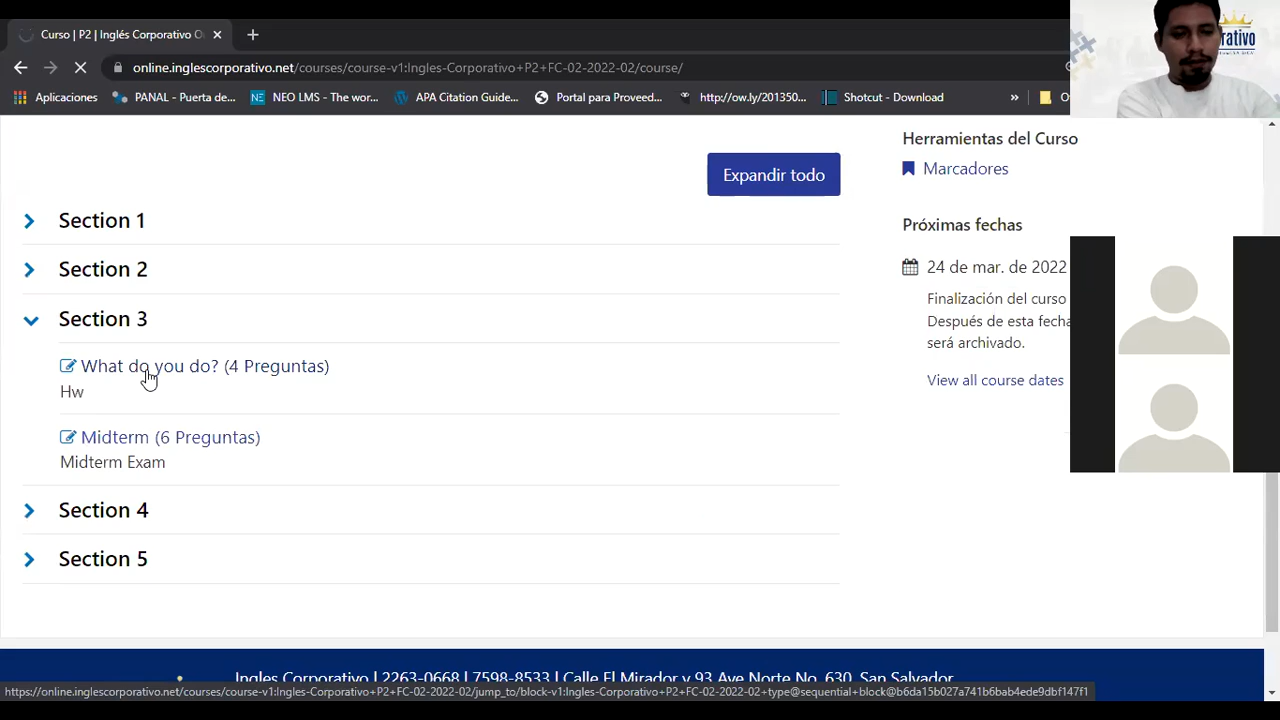 Curso | P2 | Inglés Corporativo O
online.inglescorporativo.net/courses/course-v1:Ingles-Corporativo+P2+FC-02-2022-02/course/
Aplicaciones
PANAL - Puerta de...
NEO LMS - The wor...
APA Citation Guide...
Portal para Proveed...
http://ow.ly/201350...
Shotcut - Download
»
Expandir todo
Section 1
Section 2
Section 3
What do you do? (4 Preguntas)
Hw
Midterm (6 Preguntas)
Midterm Exam
Section 4
Section 5
Herramientas del Curso
Marcadores
Próximas fechas
24 de mar. de 2022
Finalización del curso
Después de esta fecha
será archivado.
View all course dates
Ingles Corporativo | 2263-0668 | 7598-8533 | Calle El Mirador y 93 Ave Norte No. 630, San Salvador
https://online.inglescorporativo.net/courses/course-v1:Ingles-Corporativo+P2+FC-02-2022-02/jump_to/block-v1:Ingles-Corporativo+P2+FC-02-2022-02+type@sequential+block@b6da15b027a741b6bab4ede9dbf147f1